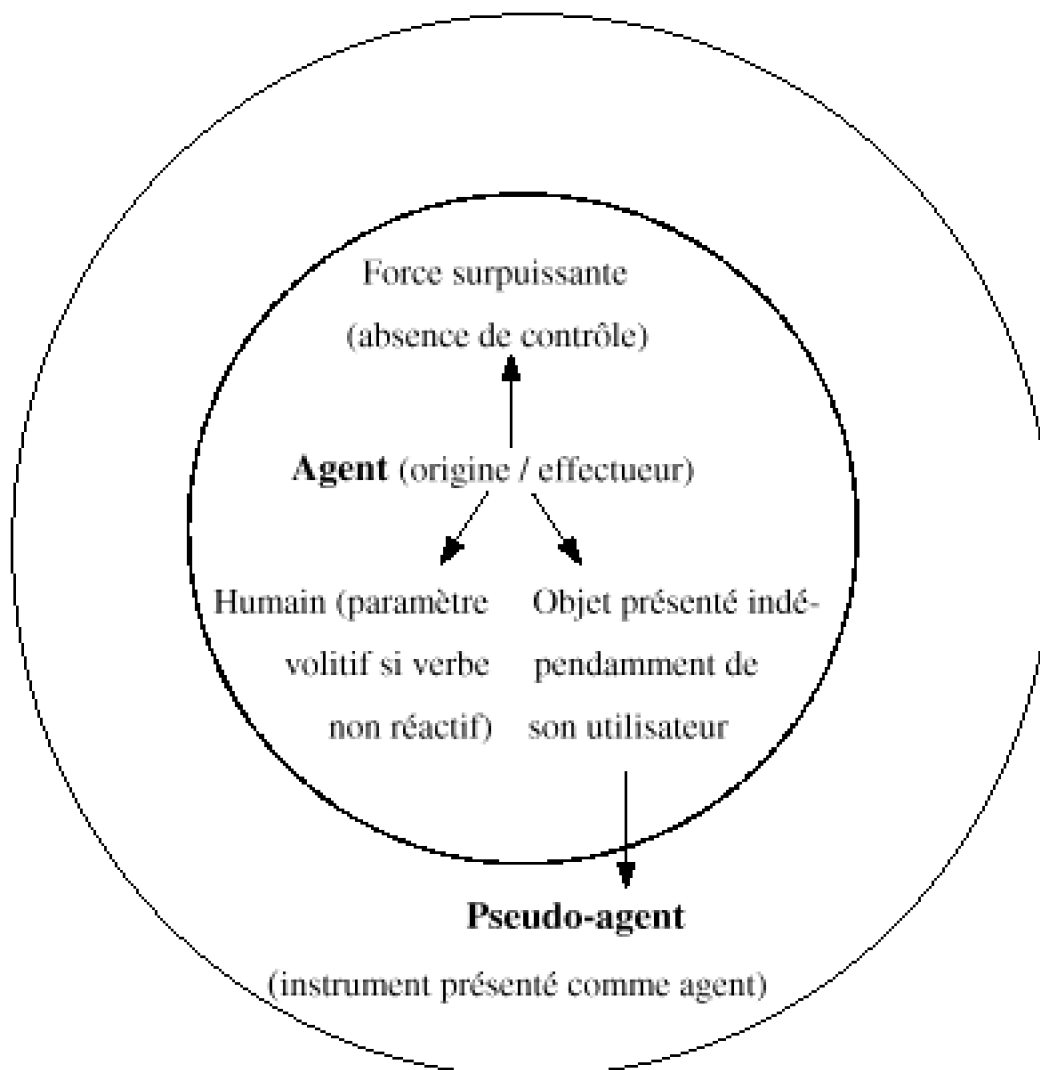 Force surpuissante
(absence de contrôle)
Agent (origine / effectueur)
Humain (paramètre
volitif si verbe
non réactif)
Objet présenté indé-
pendamment de
son utilisateur
Pseudo-agent
(instrument présenté comme agent)